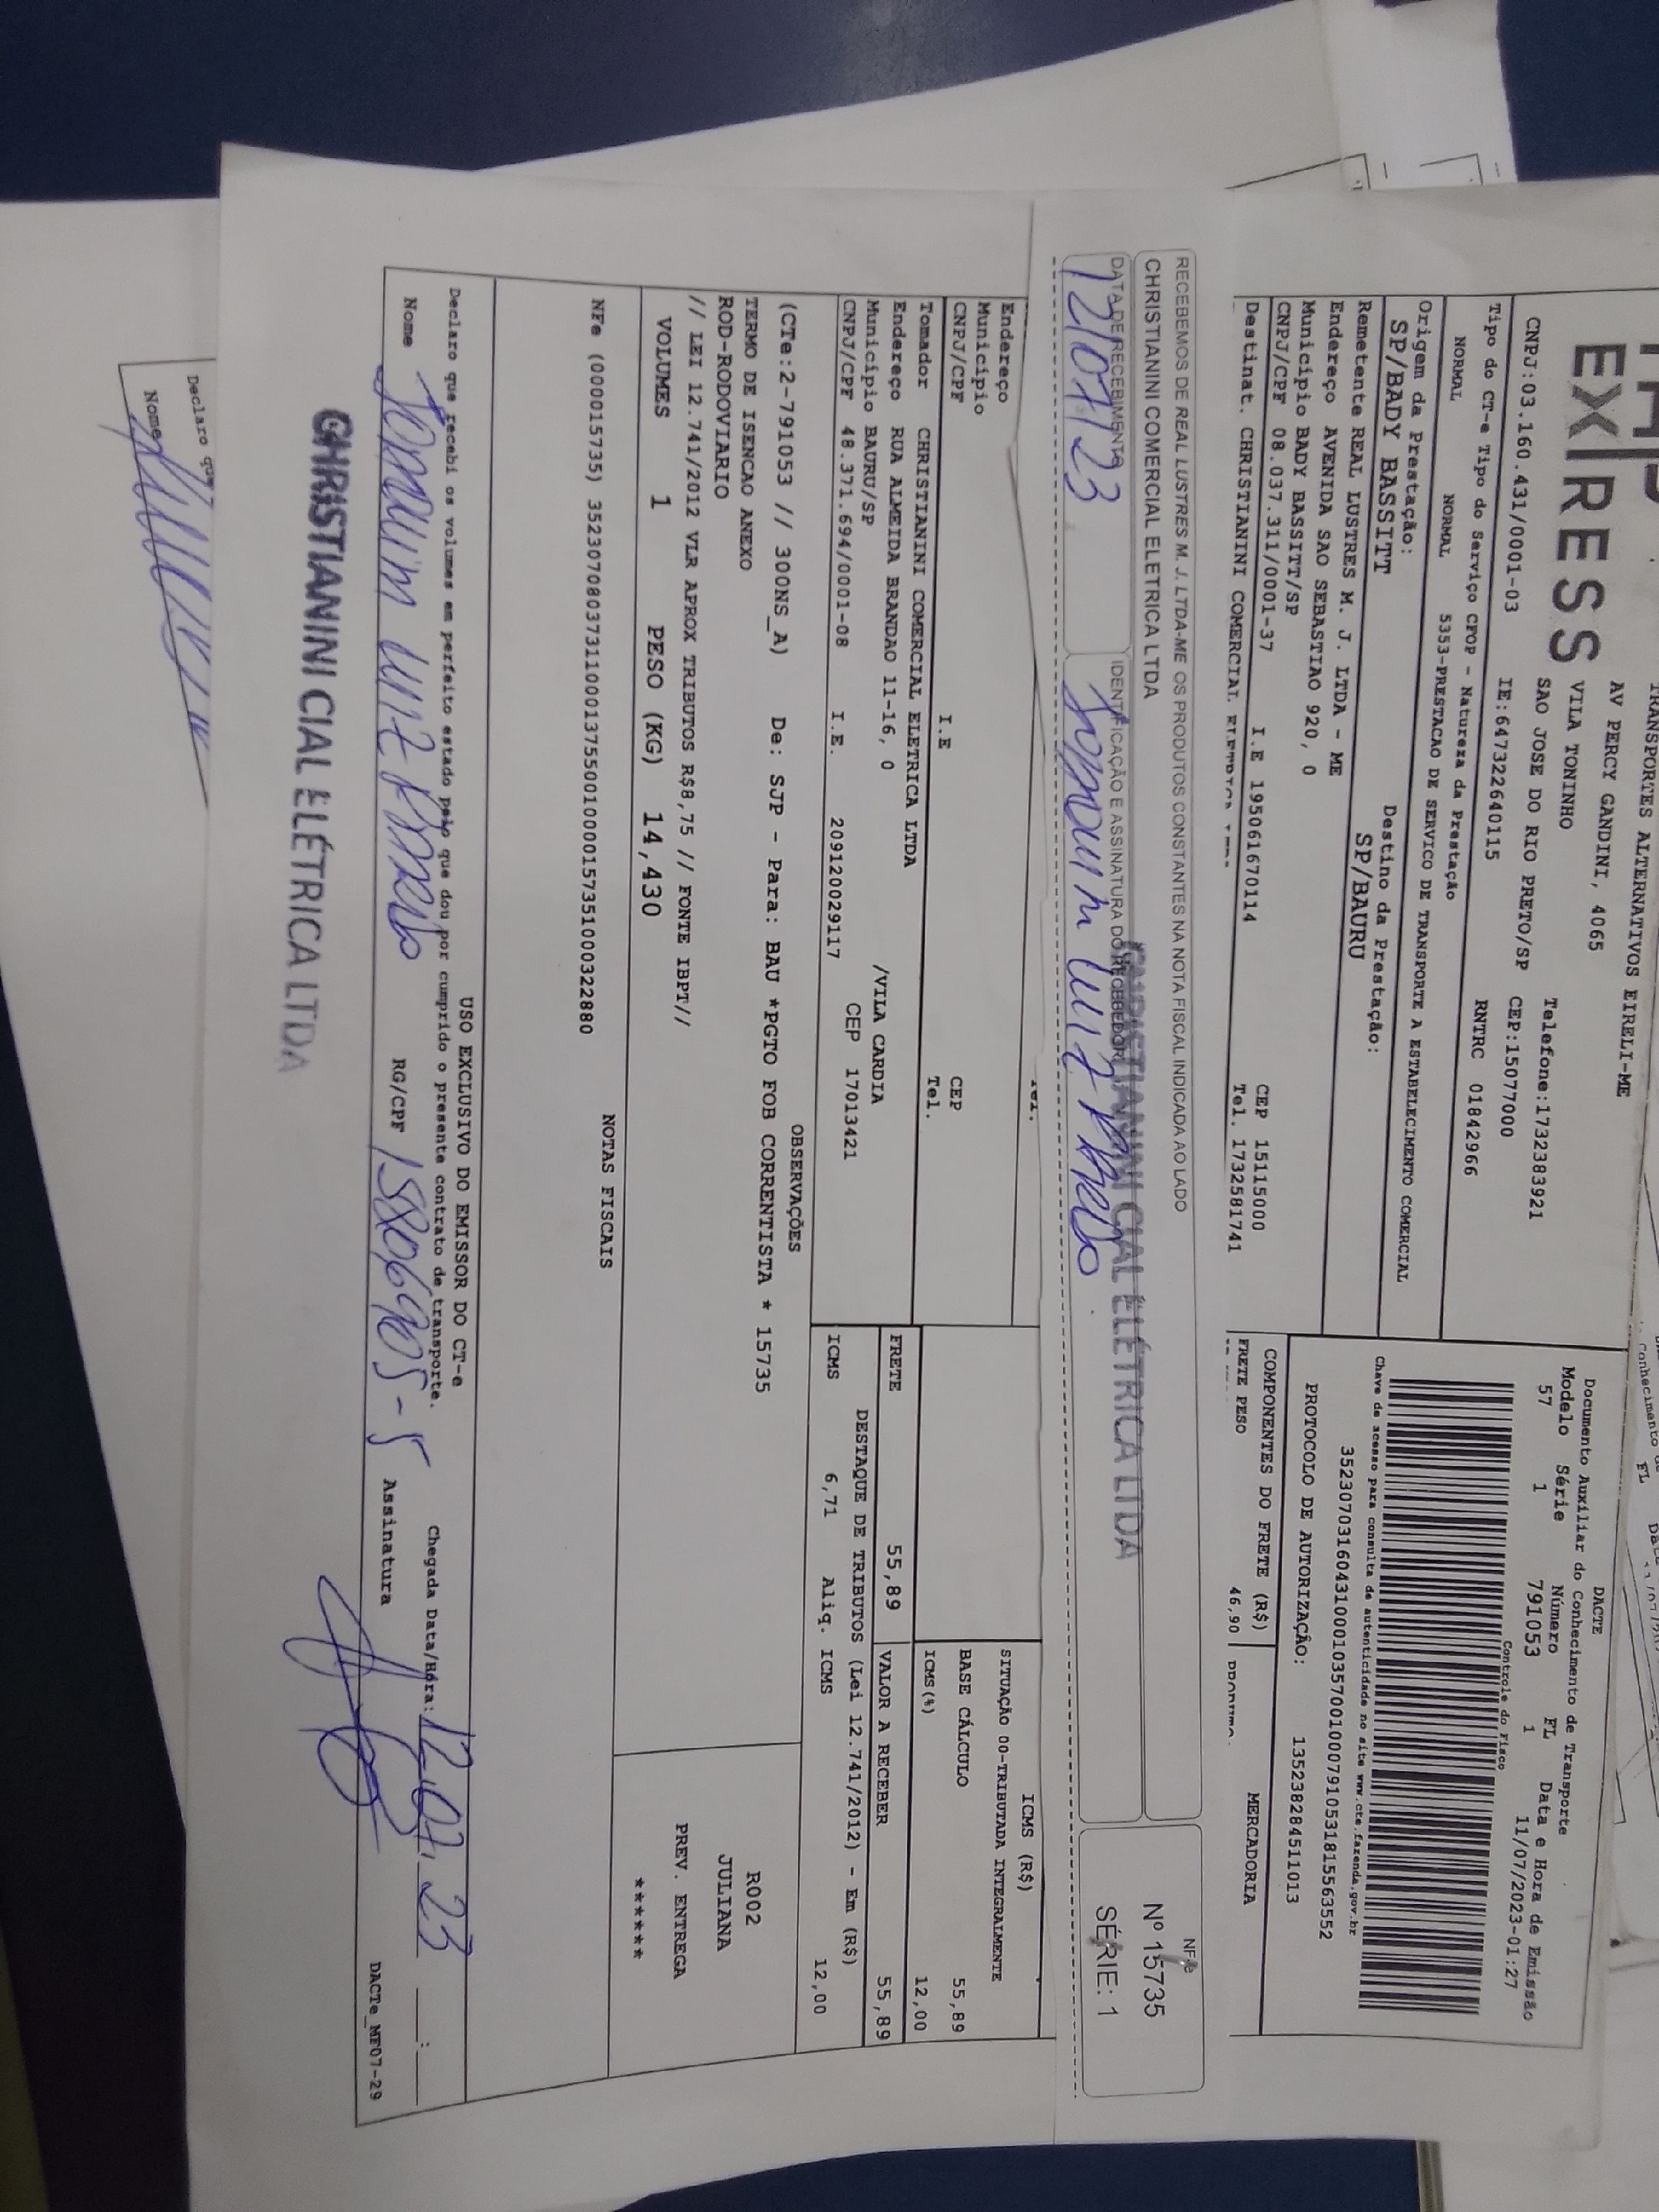 TRANSPORTES ALTERNATIVOS EIRELI-ME
EX RESS
AV PERCY GANDINI, 4065
VILA TONINHO
Telefone:1732383921
SAO JOSE DO RIO PRETO/SP CEP:15077000
CNPJ:03.160.431/0001-03 IE:647322640115 RNTRC 01842966
Tipo do CT-e Tipo do Serviço CFOP - Natureza da Prestação
NORMAL NORMAL 5353-PRESTACAO DE SERVICO DE TRANSPORTE A ESTABELECIMENTO COMERCIAL
Origem da Prestação: Destino da Prestação:
SP/BADY BASSITT SP/BAURU
Remetente REAL LUSTRES M. J. LTDA - ME
Endereço AVENIDA SAO SEBASTIAO 920, 0
Município BADY BASSITT/SP CEP 15115000
CNPJ/CPF 08.037.311/0001-37 I.E 195061670114 Tel. 1732581741
Destinat. CHRISTIANINI COMERCIAL
DACTE
Documento Auxiliar do Conhecimento de Transporte
Modelo Série Número FL Data e Hora de Emissão
57 1 791053 1 11/07/2023-01:27
Controle do Fisco
Chave de acesso para consulta de autenticidade no site www.cte.fazenda.gov.br
35230703160431000103570010007910531815563552
PROTOCOLO DE AUTORIZAÇÃO: 135238284511013
COMPONENTES DO FRETE (R$) MERCADORIA
FRETE PESO 46,90
RECEBEMOS DE REAL LUSTRES M. J. LTDA-ME OS PRODUTOS CONSTANTES NA NOTA FISCAL INDICADA AO LADO
CHRISTIANINI COMERCIAL ELETRICA LTDA
DATA DE RECEBIMENTO IDENTIFICAÇÃO E ASSINATURA DO RECEBEDOR
12/07/23
CHRISTIANINI CIAL ELÉTRICA LTDA
NF-e
Nº 15735
SÉRIE: 1
Endereço
Município I.E CEP
CNPJ/CPF Tel.
Tomador CHRISTIANINI COMERCIAL ELETRICA LTDA
Endereço RUA ALMEIDA BRANDAO 11-16, 0 /VILA CARDIA
Município BAURU/SP CEP 17013421
CNPJ/CPF 48.371.694/0001-08 I.E. 209120029117
ICMS (R$)
SITUAÇÃO 00-TRIBUTADA INTEGRALMENTE
BASE CÁLCULO 55,89
ICMS(%) 12,00
FRETE 55,89 VALOR A RECEBER 55,89
DESTAQUE DE TRIBUTOS (Lei 12.741/2012) - Em (R$)
ICMS 6,71 Aliq. ICMS 12,00
OBSERVAÇÕES
(CTe:2-791053 // 300NS_A) De: SJP - Para: BAU *PGTO FOB CORRENTISTA * 15735
TERMO DE ISENCAO ANEXO
ROD-RODOVIARIO
// LEI 12.741/2012 VLR APROX TRIBUTOS R$8,75 // FONTE IBPT//
R002
JULIANA
VOLUMES 1 PESO (KG) 14,430
PREV. ENTREGA
*******
NOTAS FISCAIS
NFe (000015735) 35230708037311000137550010000157351000322880
USO EXCLUSIVO DO EMISSOR DO CT-e
Declaro que recebi os volumes em perfeito estado pelo que dou por cumprido o presente contrato de transporte.
Chegada Data/Hora: 12,07,23 :
Nome RG/CPF Assinatura
DACTe_MF07-29
CHRISTIANINI CIAL ELÉTRICA LTDA
Declaro que
Nome